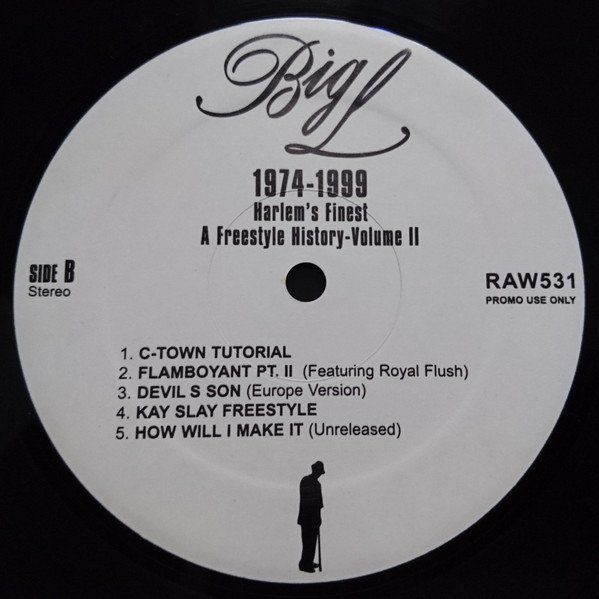 Big L
1974-1999
Harlem's Finest
A Freestyle History-Volume II
SIDE B
Stereo
RAW531
PROMO USE ONLY
1. C-TOWN TUTORIAL
2. FLAMBOYANT PT. II (Featuring Royal Flush)
3. DEVIL S SON (Europe Version)
4. KAY SLAY FREESTYLE
5. HOW WILL I MAKE IT (Unreleased)